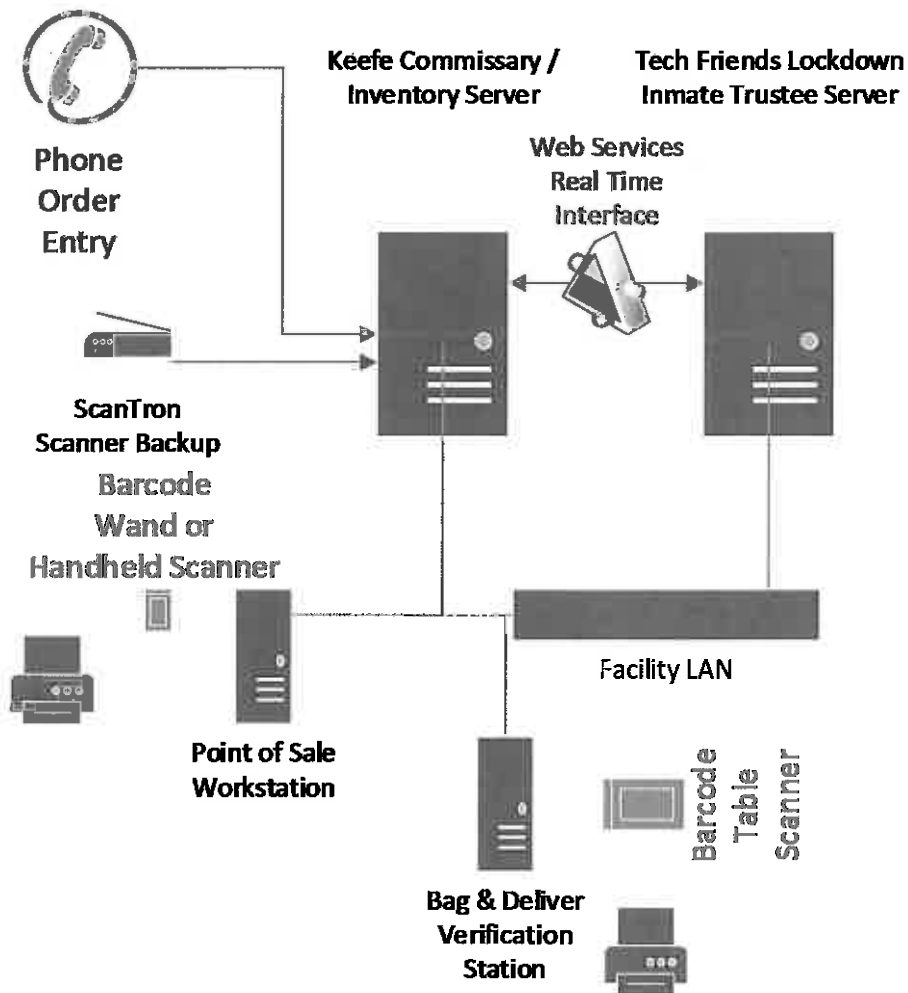 Keefe Commissary /
Inventory Server
Tech Friends Lockdown
Inmate Trustee Server
Phone
Order
Entry
Web Services
Real Time
Interface
ScanTron
Scanner Backup
Barcode
Wand or
Handheld Scanner
Facility LAN
Point of Sale
Workstation
Barcode
Table
Scanner
Bag & Deliver
Verification
Station